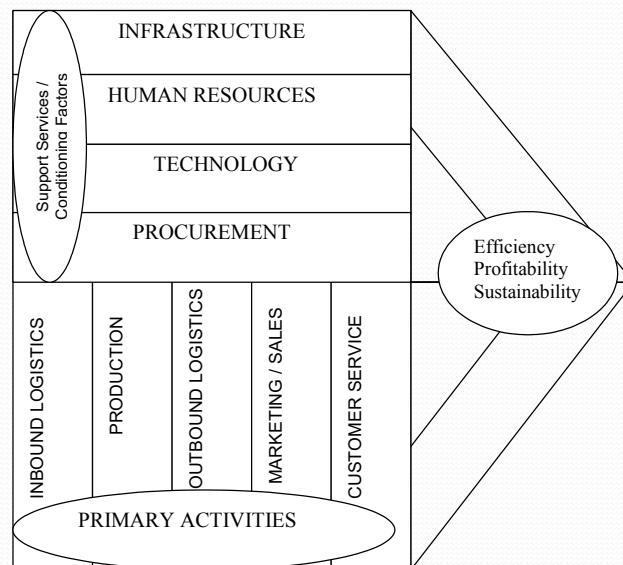 INFRASTRUCTURE
HUMAN RESOURCES
TECHNOLOGY
PROCUREMENT
Support Services /
Conditioning Factors
Efficiency
Profitability
Sustainability
INBOUND LOGISTICS
PRODUCTION
OUTBOUND LOGISTICS
MARKETING / SALES
CUSTOMER SERVICE
PRIMARY ACTIVITIES